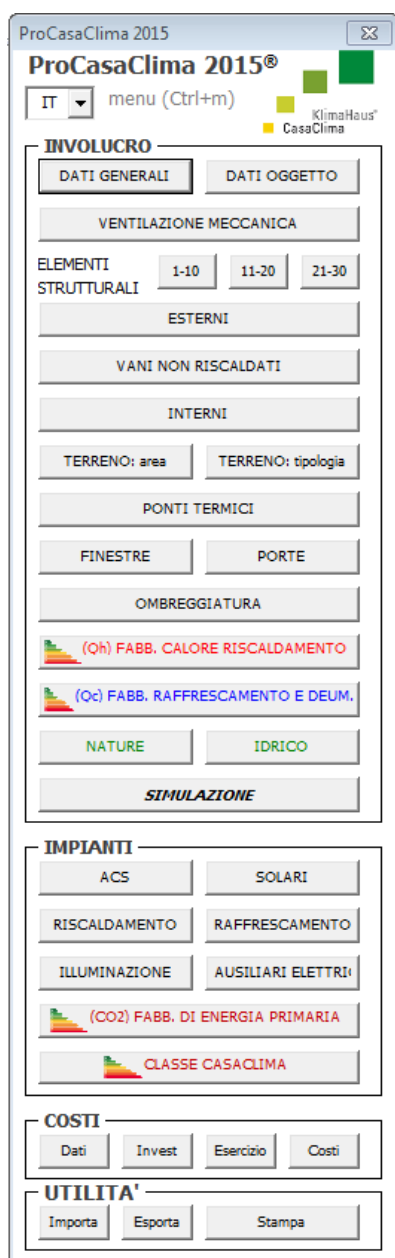 ProCasaClima 2015
ProCasaClima 2015®
IT menu (Ctrl+m)
KlimaHaus®
CasaClima
INVOLUCRO
DATI GENERALI DATI OGGETTO
VENTILAZIONE MECCANICA
ELEMENTI STRUTTURALI 1-10 11-20 21-30
ESTERNI
VANI NON RISCALDATI
INTERNI
TERRENO: area TERRENO: tipologia
PONTI TERMICI
FINESTRE PORTE
OMBREGGIATURA
(Qh) FABB. CALORE RISCALDAMENTO
(Qc) FABB. RAFFRESCAMENTO E DEUM.
NATURE IDRICO
SIMULAZIONE
IMPIANTI
ACS SOLARI
RISCALDAMENTO RAFFRESCAMENTO
ILLUMINAZIONE AUSILIARI ELETTRI
(CO2) FABB. DI ENERGIA PRIMARIA
CLASSE CASACLIMA
COSTI
Dati Invest Esercizio Costi
UTILITA'
Importa Esporta Stampa